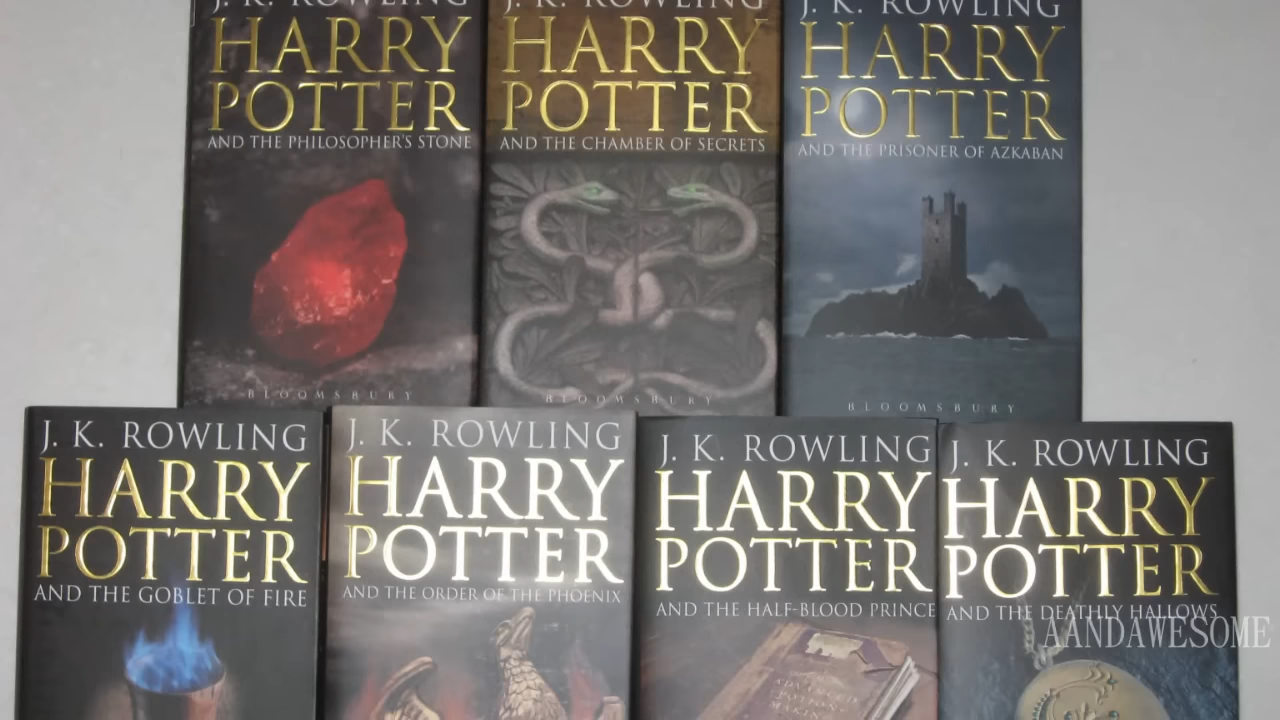 J. K. ROWLING
HARRY
POTTER
AND THE PHILOSOPHER'S STONE
BLOOMSBURY
J. K. ROWLING
HARRY
POTTER
AND THE CHAMBER OF SECRETS
BLOOMSBURY
J. K. ROWLING
HARRY
POTTER
AND THE PRISONER OF AZKABAN
BLOOMSBURY
J. K. ROWLING
HARRY
POTTER
AND THE GOBLET OF FIRE
J. K. ROWLING
HARRY
POTTER
AND THE ORDER OF THE PHOENIX
J. K. ROWLING
HARRY
POTTER
AND THE HALF-BLOOD PRINCE
ADVANCED
POTION-
MAKING
J. K. ROWLING
HARRY
POTTER
AND THE DEATHLY HALLOWS
AANDAWESOME